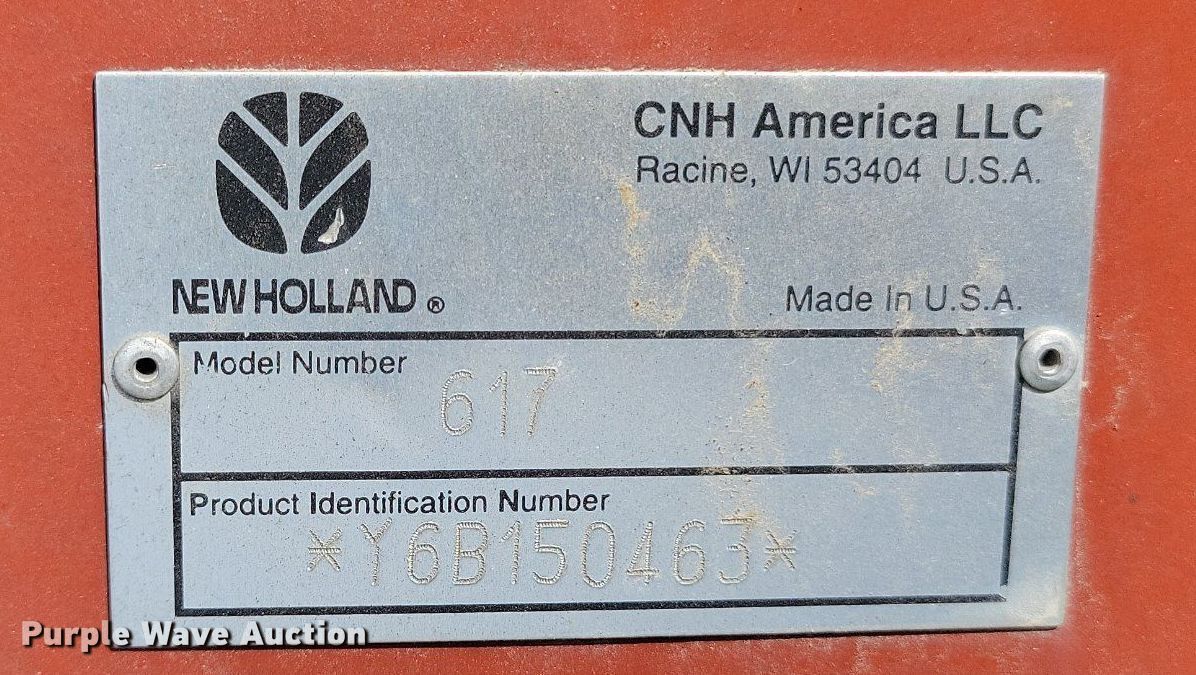 CNH America LLC
Racine, WI 53404 U.S.A.
NEW HOLLAND ®
Made In U.S.A.
Model Number
617
Product Identification Number
*Y6B150463*
Purple Wave Auction